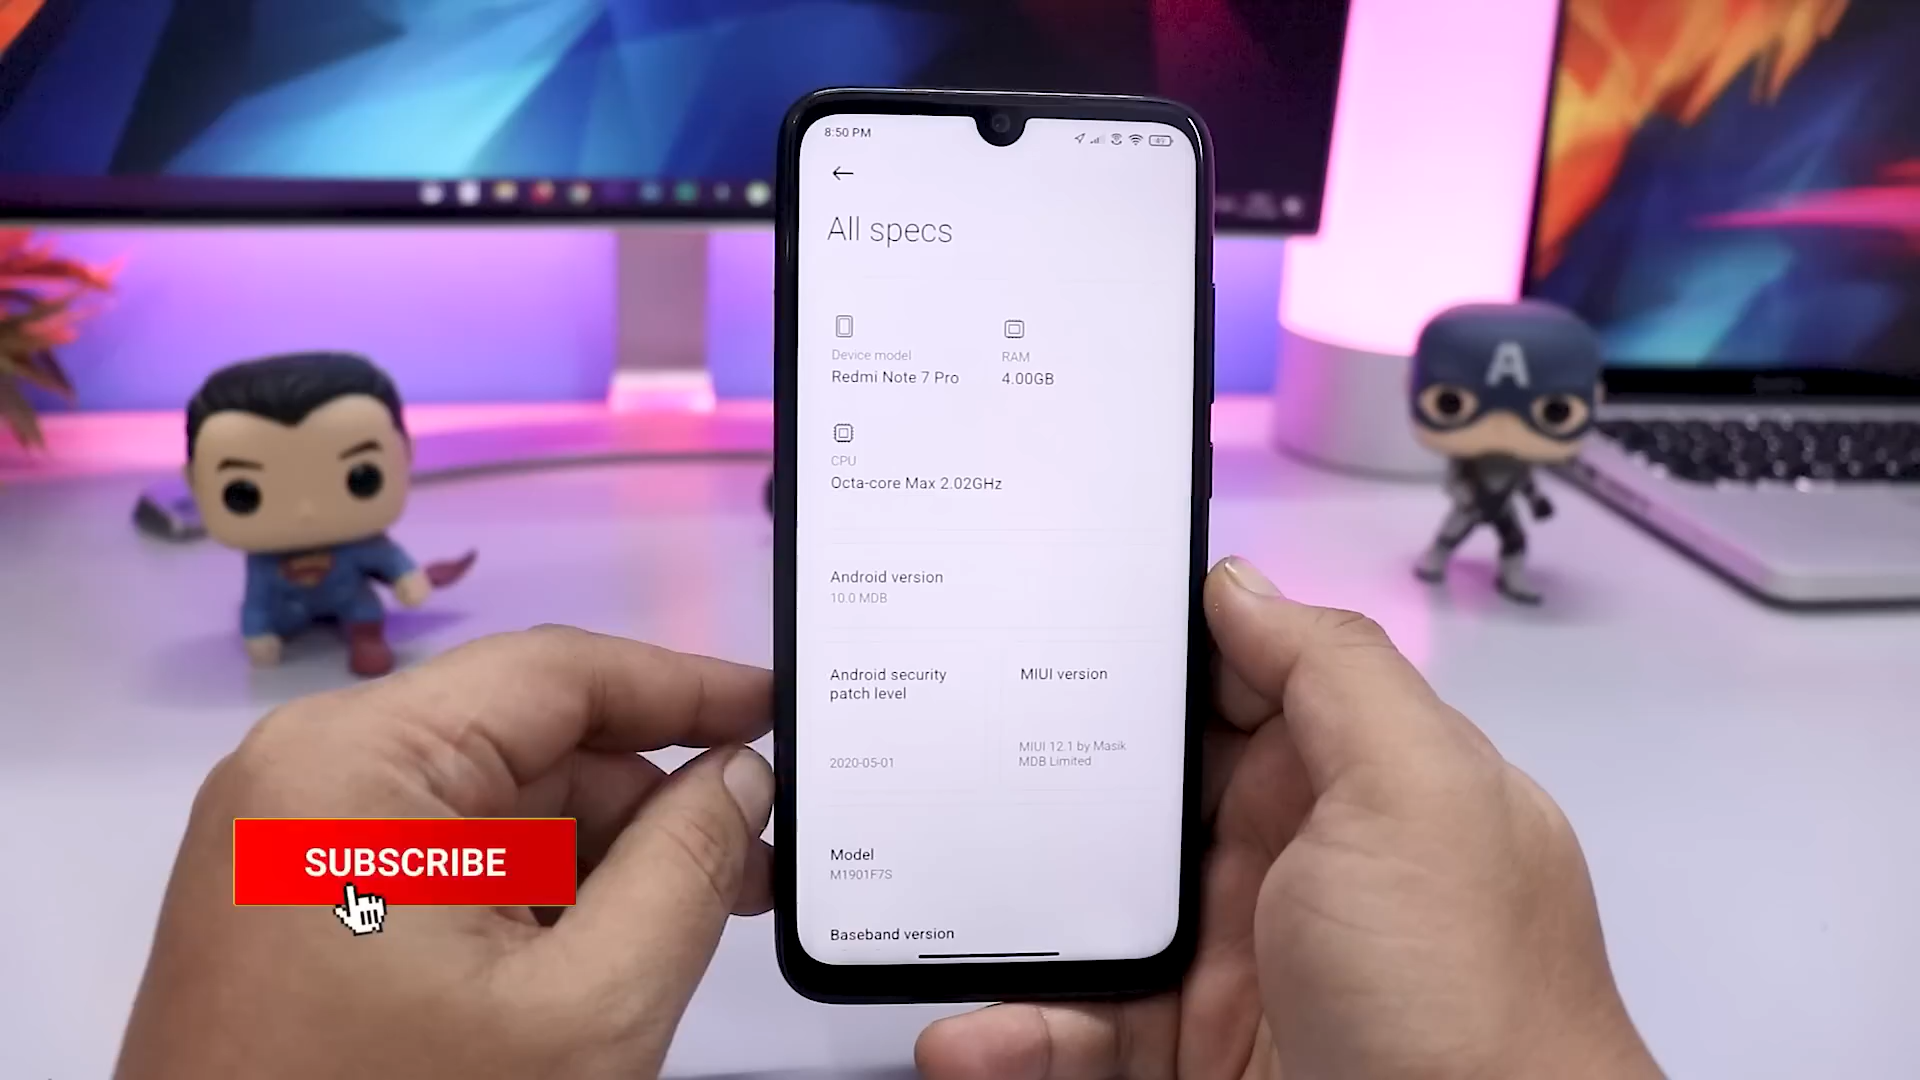 8:50 PM
All specs
Device model
Redmi Note 7 Pro
RAM
4.00GB
CPU
Octa-core Max 2.02GHz
Android version
10.0 MDB
Android security
patch level
2020-05-01
MIUI version
MIUI 12.1 by Masik
MDB Limited
Model
M1901F7S
Baseband version
SUBSCRIBE
A